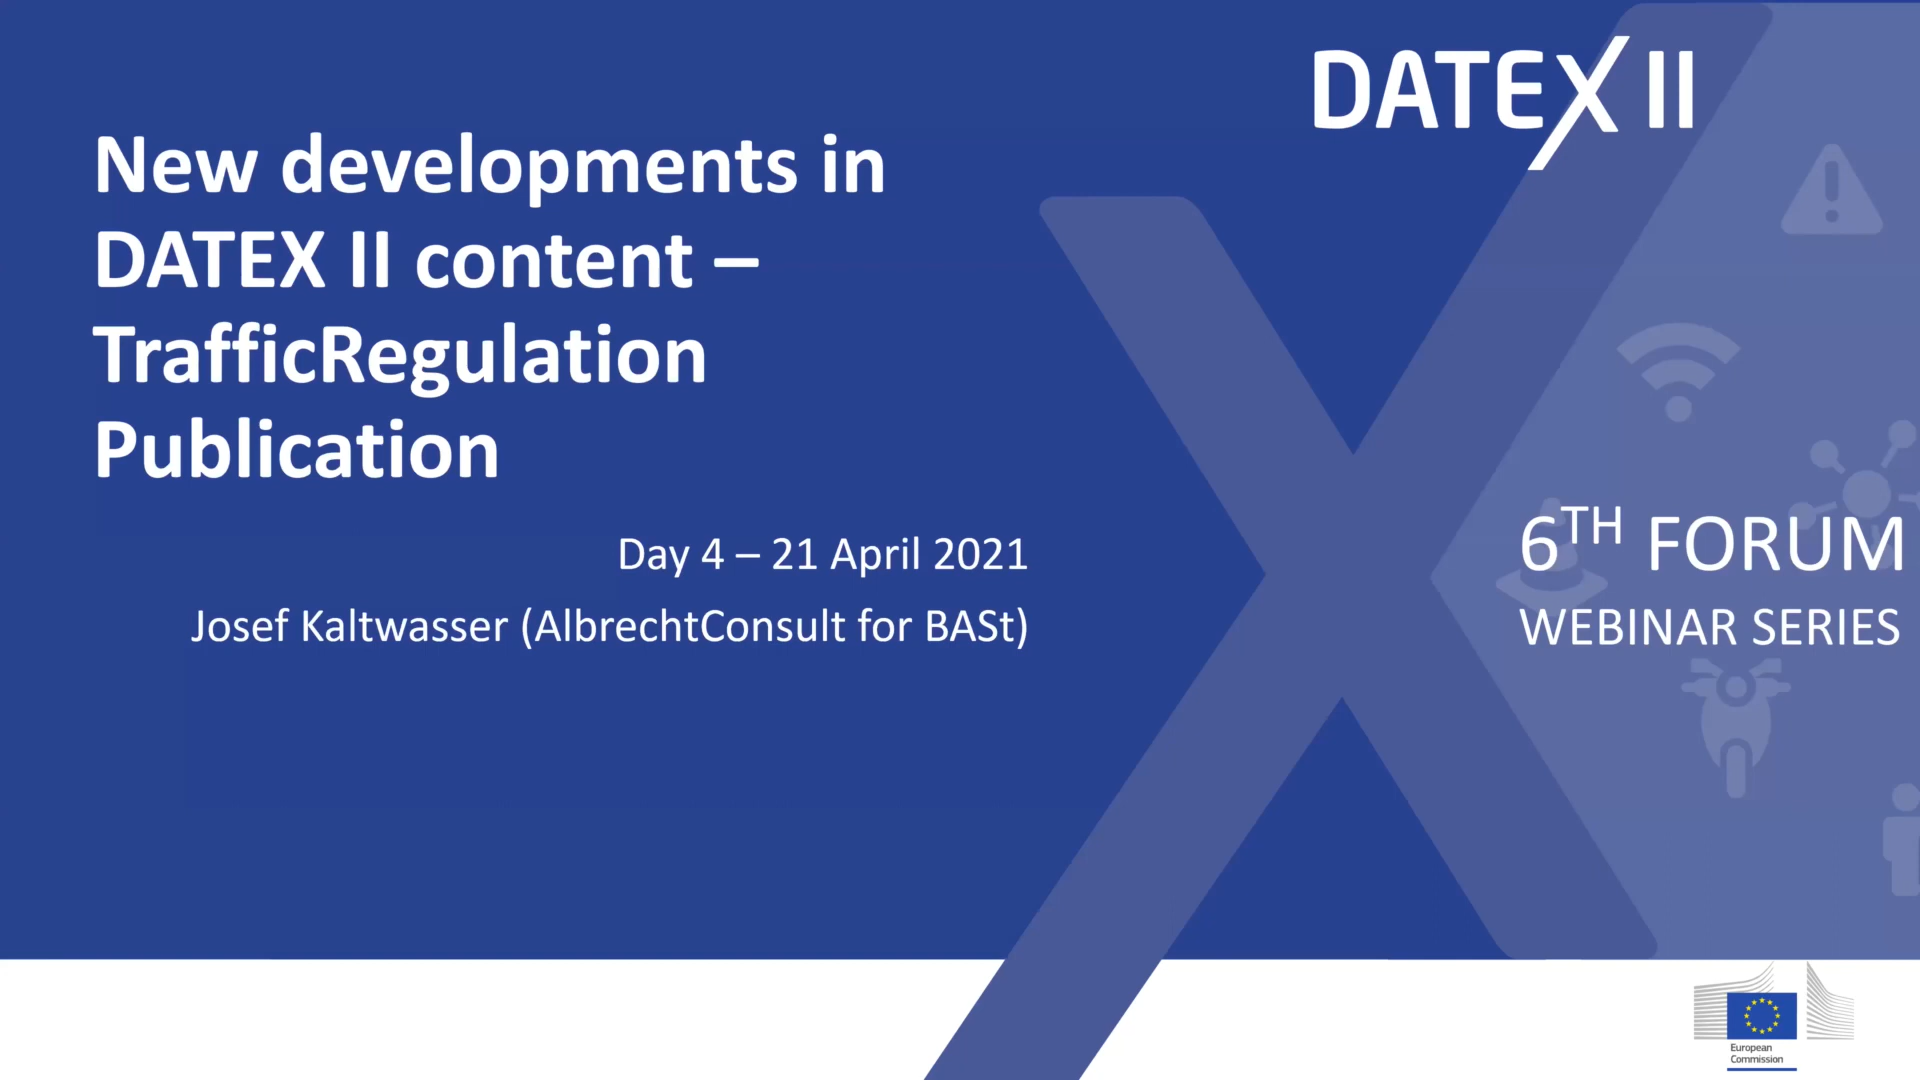 DATEX II
New developments in
DATEX II content –
TrafficRegulation
Publication
Day 4 – 21 April 2021
Josef Kaltwasser (AlbrechtConsult for BASt)
6TH FORUM
WEBINAR SERIES
European
Commission